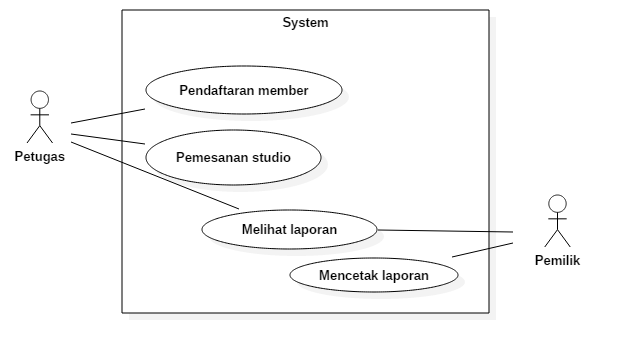 System
Pendaftaran member
Petugas
Pemesanan studio
Melihat laporan
Pemilik
Mencetak laporan